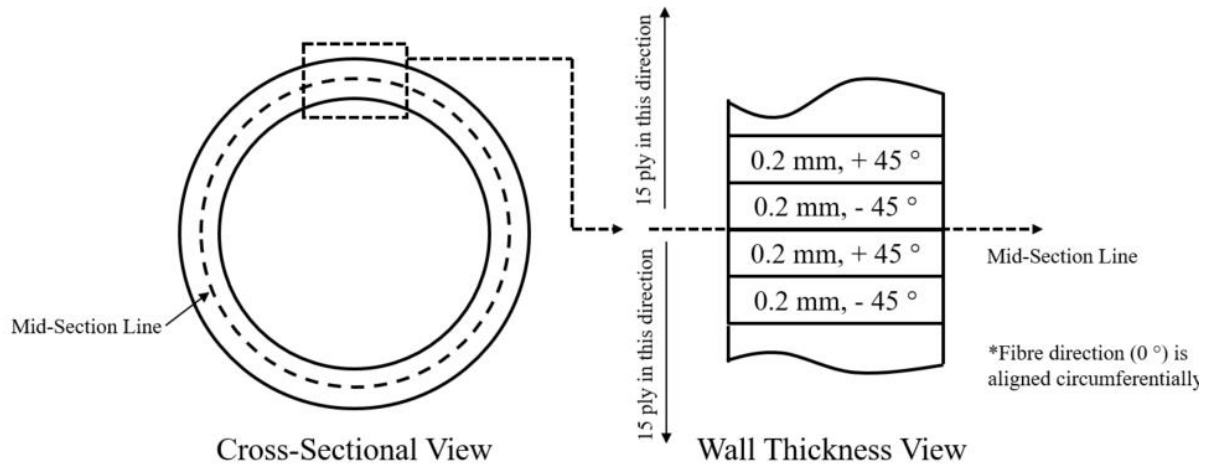 15 ply in this direction
0.2 mm, + 45 °
0.2 mm, - 45 °
0.2 mm, + 45 °
0.2 mm, - 45 °
15 ply in this direction
Mid-Section Line
Mid-Section Line
*Fibre direction (0 °) is
aligned circumferentially
Cross-Sectional View
Wall Thickness View